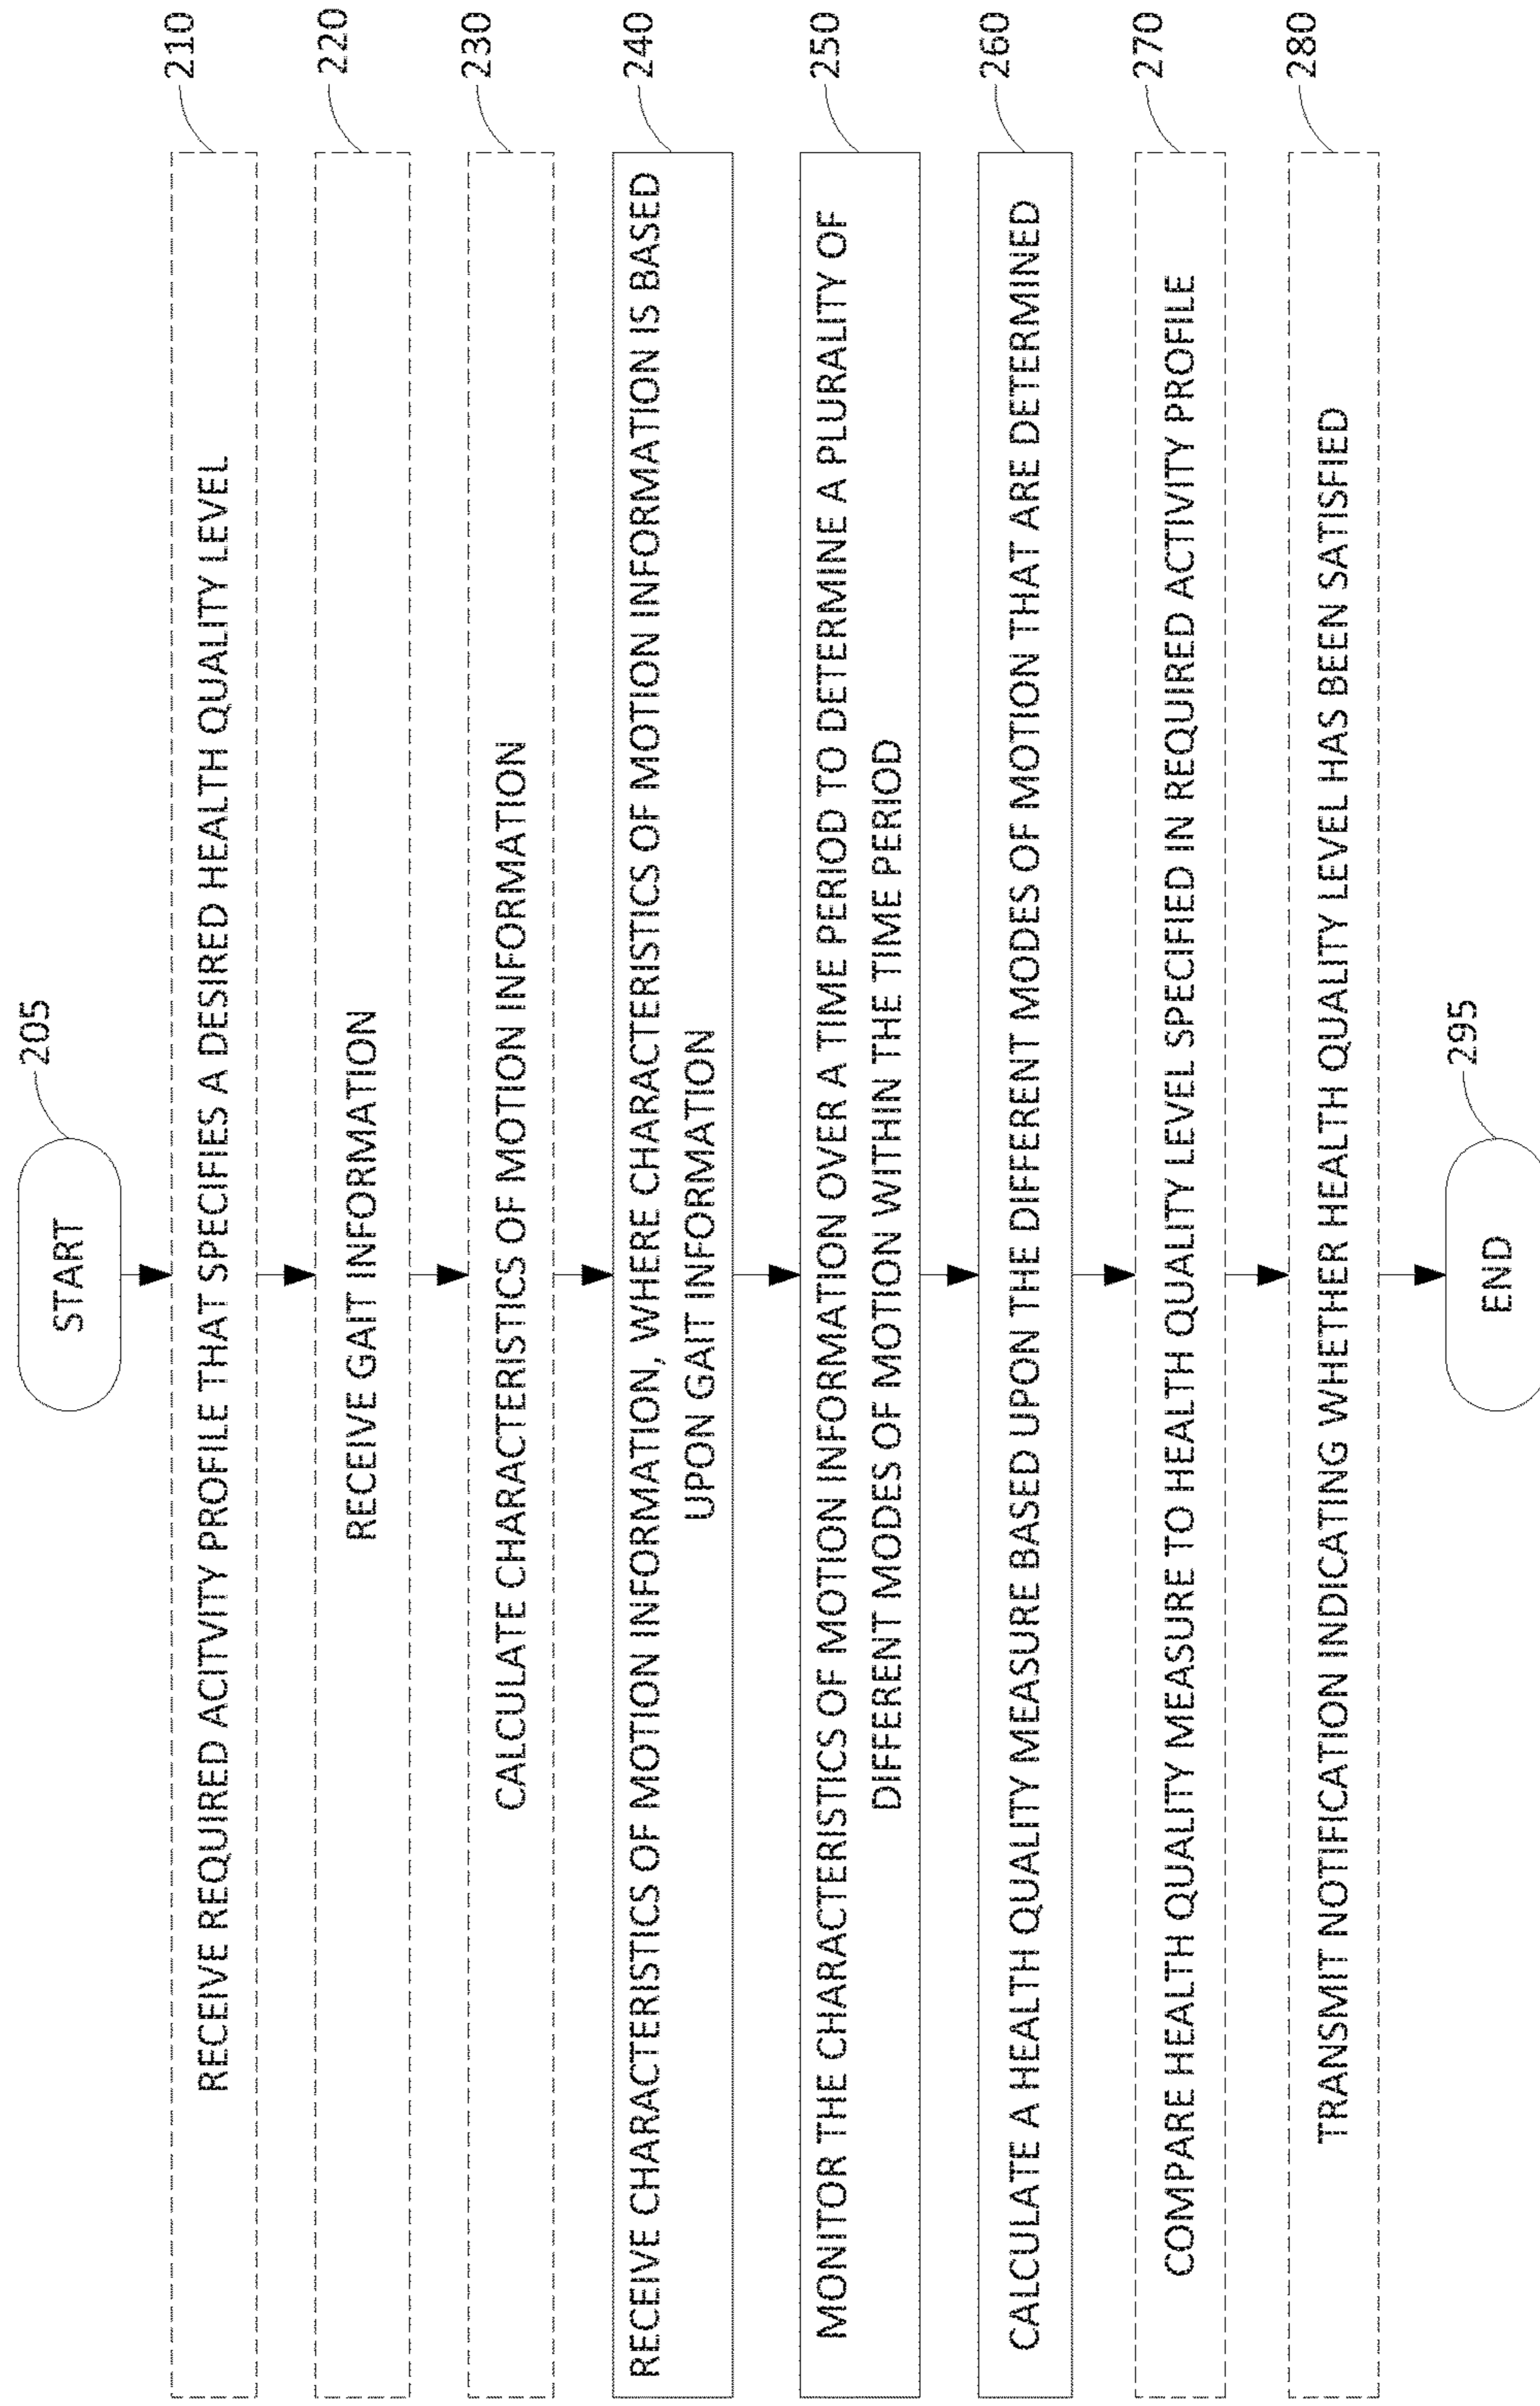 START
205
RECEIVE REQUIRED ACITVITY PROFILE THAT SPECIFIES A DESIRED HEALTH QUALITY LEVEL
210
RECEIVE GAIT INFORMATION
220
CALCULATE CHARACTERISTICS OF MOTION INFORMATION
230
RECEIVE CHARACTERISTICS OF MOTION INFORMATION, WHERE CHARACTERISTICS OF MOTION INFORMATION IS BASED
UPON GAIT INFORMATION
240
MONITOR THE CHARACTERISTICS OF MOTION INFORMATION OVER A TIME PERIOD TO DETERMINE A PLURALITY OF
DIFFERENT MODES OF MOTION WITHIN THE TIME PERIOD
250
CALCULATE A HEALTH QUALITY MEASURE BASED UPON THE DIFFERENT MODES OF MOTION THAT ARE DETERMINED
260
COMPARE HEALTH QUALITY MEASURE TO HEALTH QUALITY LEVEL SPECIFIED IN REQUIRED ACTIVITY PROFILE
270
TRANSMIT NOTIFICATION INDICATING WHETHER HEALTH QUALITY LEVEL HAS BEEN SATISFIED
280
END
295